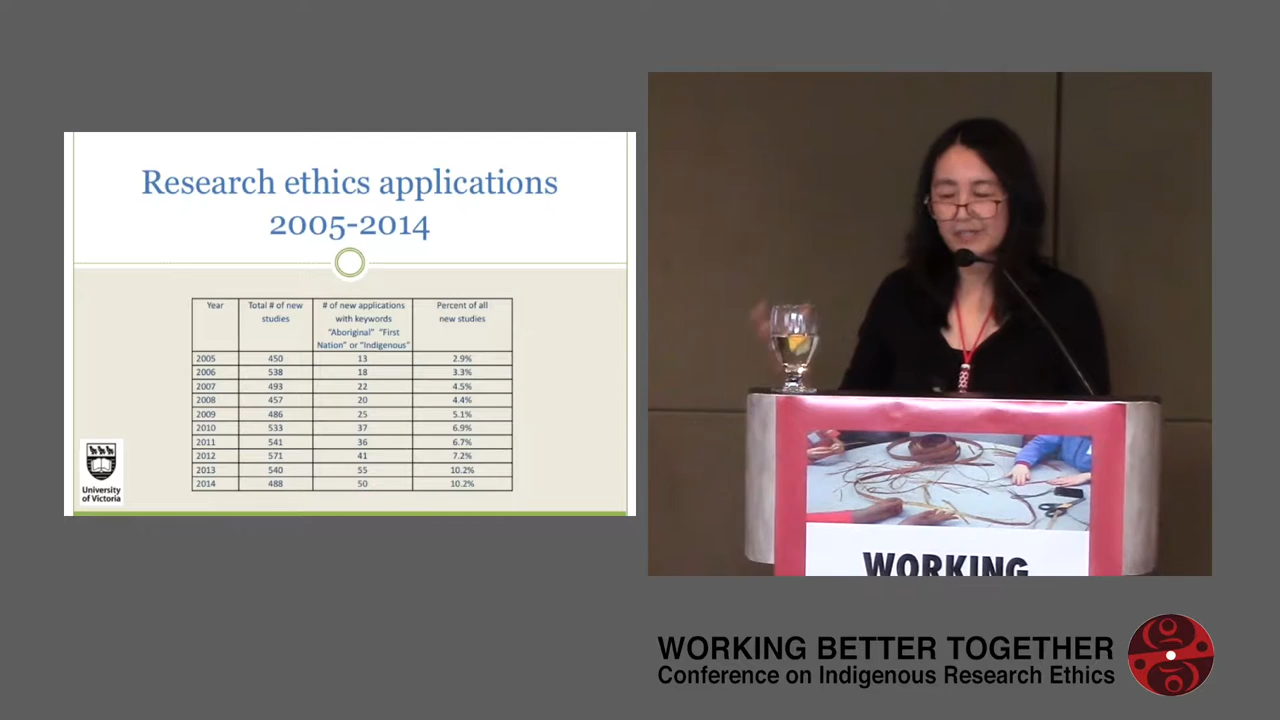 Research ethics applications
2005-2014
Year
Total # of new
studies
# of new applications
with keywords
"Aboriginal" "First
Nation" or "Indigenous"
Percent of all
new studies
2005 450 13 2.9%
2006 538 18 3.3%
2007 493 22 4.5%
2008 457 20 4.4%
2009 486 25 5.1%
2010 533 37 6.9%
2011 541 36 6.7%
2012 571 41 7.2%
2013 540 55 10.2%
2014 488 50 10.2%
University
of Victoria
WORKING
WORKING BETTER TOGETHER
Conference on Indigenous Research Ethics